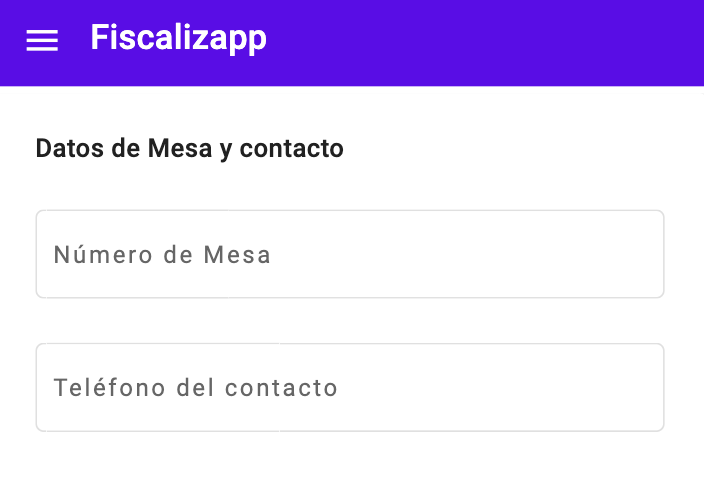 Fiscalizapp
Datos de Mesa y contacto
Número de Mesa
Teléfono del contacto